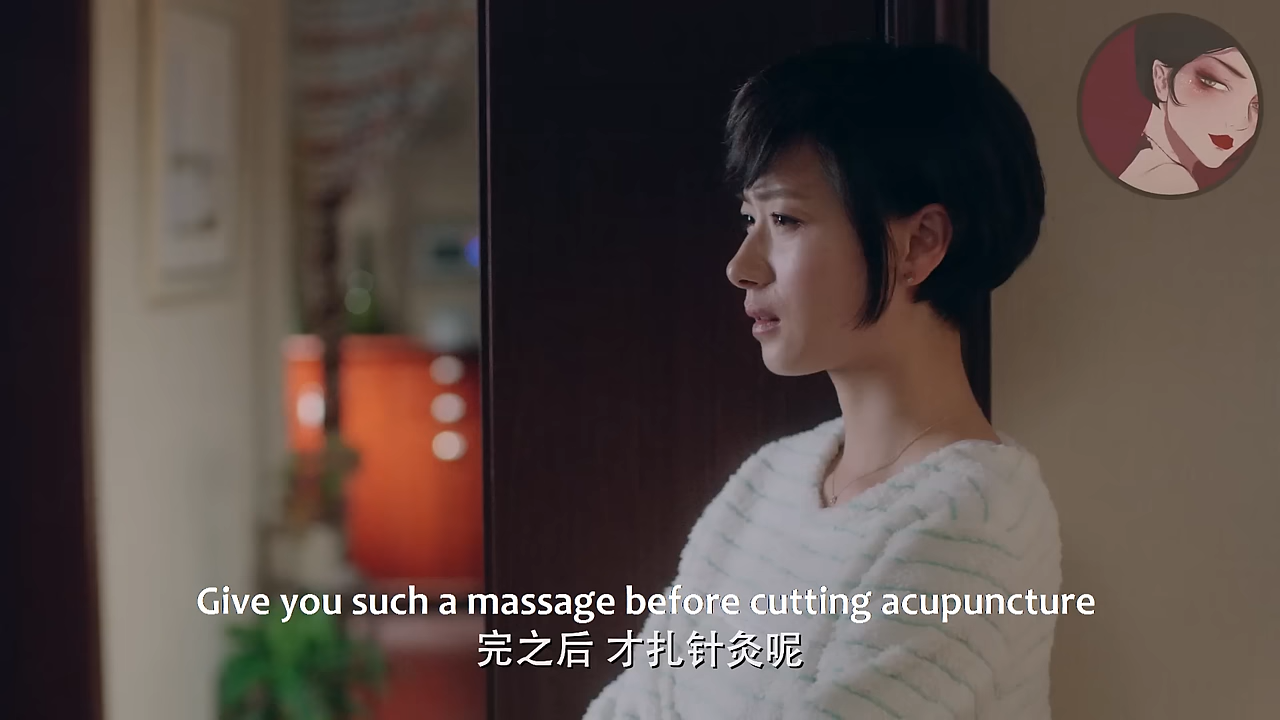 Give you such a massage before cutting acupuncture
完之后 才扎针灸呢